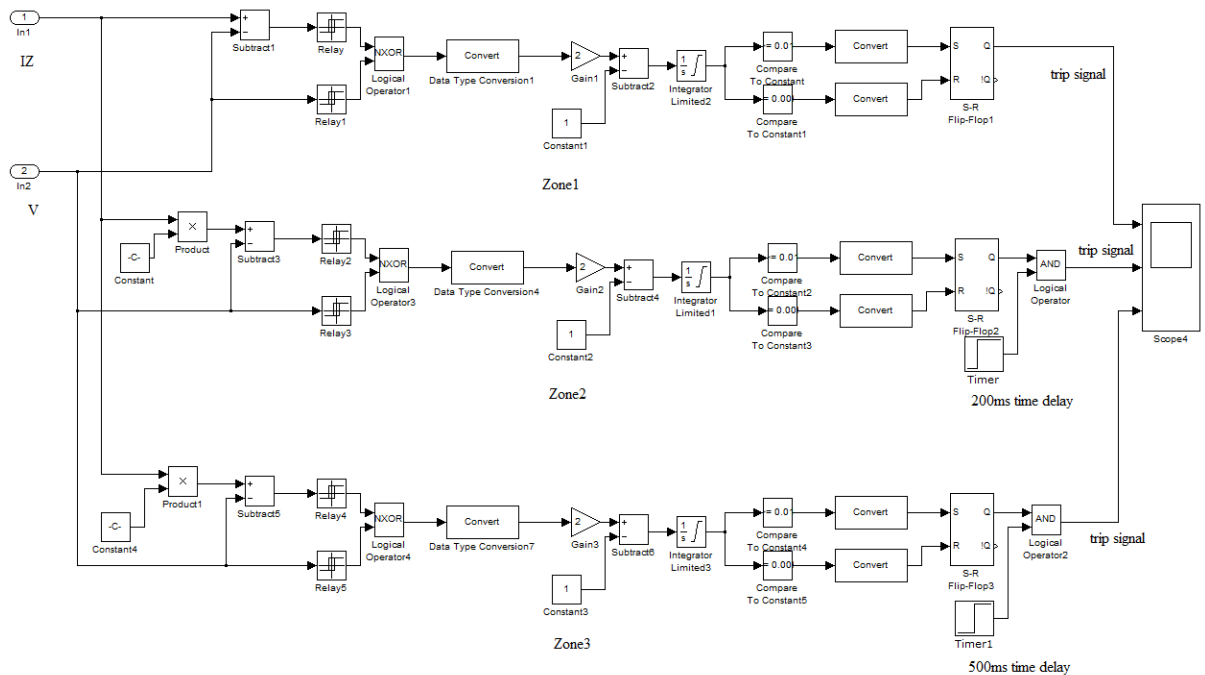 1
In1
IZ
+
−
Subtract1
Relay
Relay1
NXOR
Logical
Operator1
Convert
Data Type Conversion1
2
Gain1
1
Constant1
+
−
Subtract2
1
s
Integrator
Limited2
= 0.01
Compare
To Constant
= 0.00
Compare
To Constant1
Convert
Convert
S
Q
R
!Q
S-R
Flip-Flop1
trip signal
Zone1
2
In2
V
-C-
Constant
×
Product
+
−
Subtract3
Relay2
Relay3
NXOR
Logical
Operator3
Convert
Data Type Conversion4
2
Gain2
1
Constant2
+
−
Subtract4
1
s
Integrator
Limited1
= 0.01
Compare
To Constant2
= 0.00
Compare
To Constant3
Convert
Convert
S
Q
R
!Q
S-R
Flip-Flop2
AND
Logical
Operator
trip signal
Scope4
Timer
200ms time delay
Zone2
-C-
Constant4
×
Product1
+
−
Subtract5
Relay4
Relay5
NXOR
Logical
Operator4
Convert
Data Type Conversion7
2
Gain3
1
Constant3
+
−
Subtract6
1
s
Integrator
Limited3
= 0.01
Compare
To Constant4
= 0.00
Compare
To Constant5
Convert
Convert
S
Q
R
!Q
S-R
Flip-Flop3
AND
Logical
Operator2
trip signal
Timer1
500ms time delay
Zone3